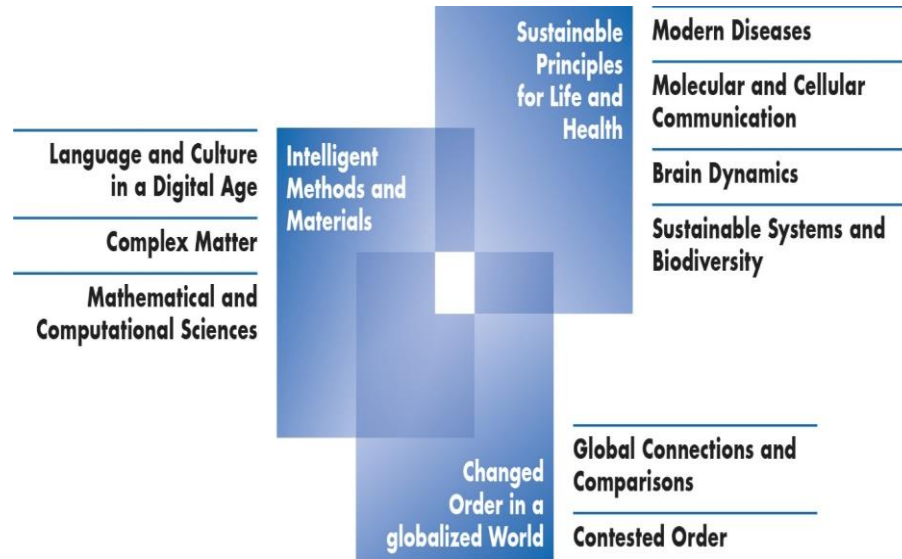 Sustainable
Principles
for Life and
Health
Modern Diseases
Molecular and Cellular
Communication
Brain Dynamics
Sustainable Systems and
Biodiversity
Language and Culture
in a Digital Age
Complex Matter
Mathematical and
Computational Sciences
Intelligent
Methods and
Materials
Changed
Order in a
globalized World
Global Connections and
Comparisons
Contested Order